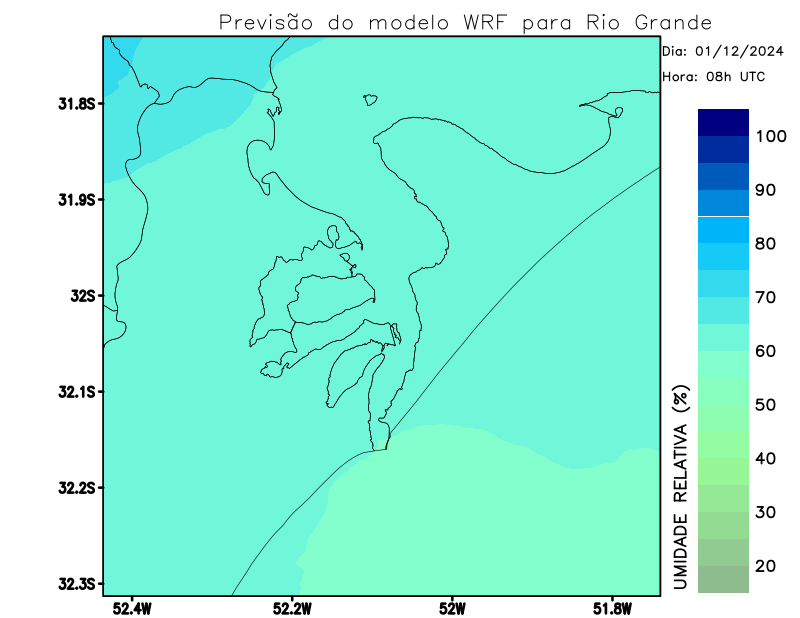 Previsão do modelo WRF para Rio Grande
Dia: 01/12/2024
Hora: 08h UTC
31.8S
31.9S
32S
32.1S
32.2S
32.3S
52.4W
52.2W
52W
51.8W
100
90
80
70
60
50
40
30
20
UMIDADE RELATIVA (%)